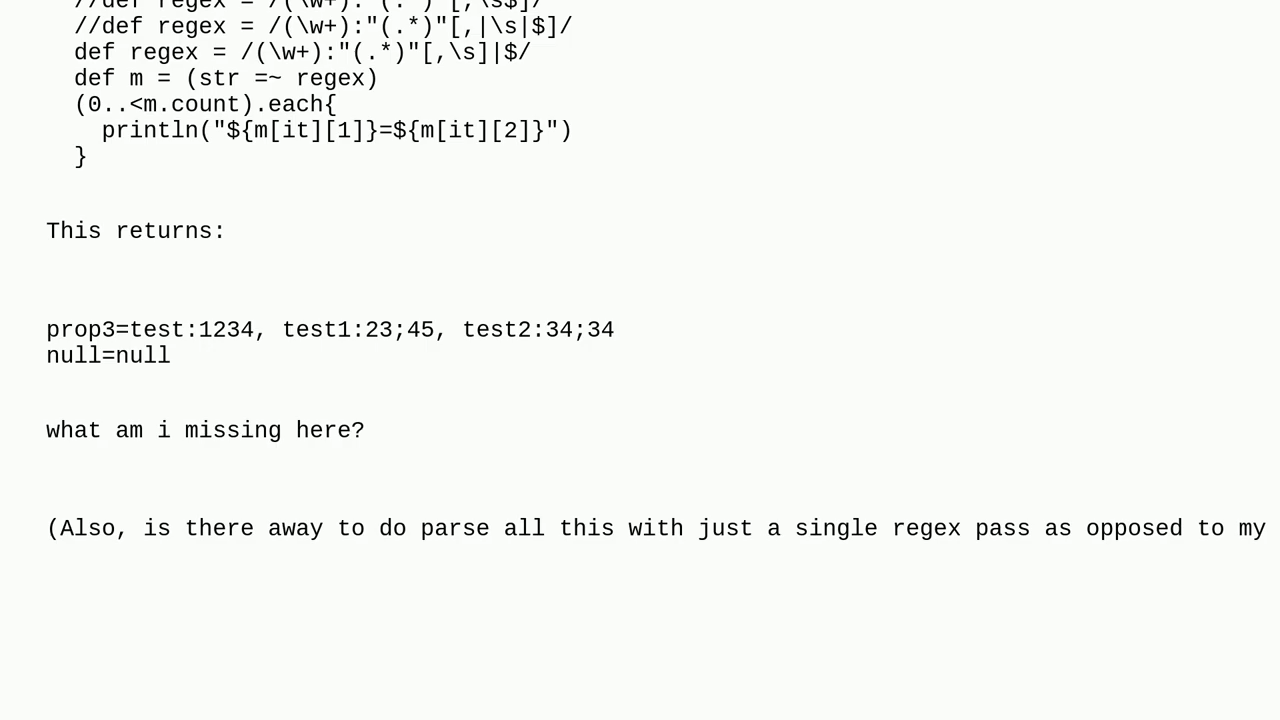 //def regex = /(\w+):"(.*)"[,\s$]/
//def regex = /(\w+):"(.*)"[,|\s|$]/
def regex = /(\w+):"(.*)"[,\s]|$/
def m = (str =~ regex)
(0..<m.count).each{
println("${m[it][1]}=${m[it][2]}")
}
This returns:
prop3=test:1234, test1:23;45, test2:34;34
null=null
what am i missing here?
(Also, is there away to do parse all this with just a single regex pass as opposed to my